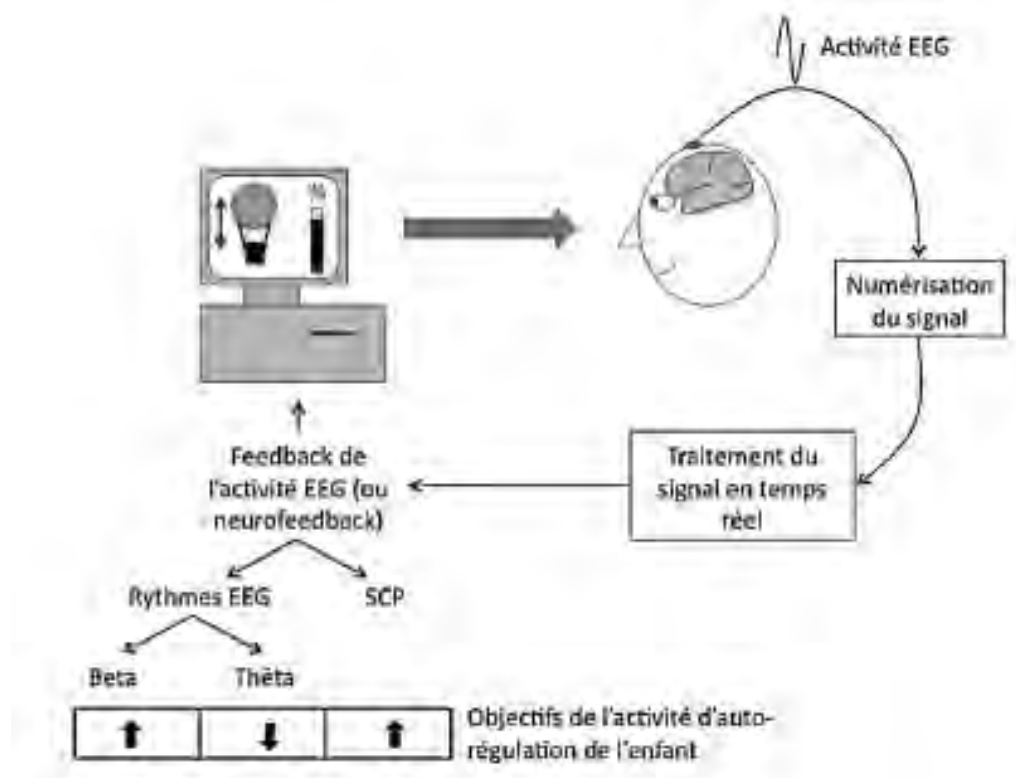 Activité EEG
Numérisation
du signal
Traitement du
signal en temps
réel
Feedback de
l'activité EEG (ou
neurofeedback)
Rythmes EEG
SCP
Beta
Thêta
Objectifs de l'activité d'auto-
régulation de l'enfant